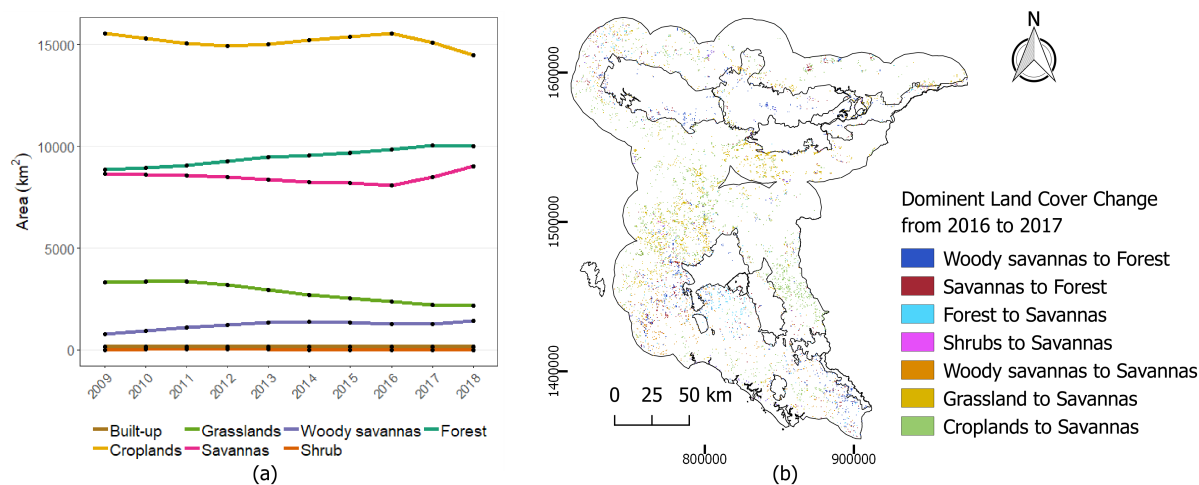 15000
10000
5000
0
Area (km²)
2009 2010 2011 2012 2013 2014 2015 2016 2017 2018
Built-up Grasslands Woody savannas Forest
Croplands Savannas Shrub
(a)
N
1600000
1500000
1400000
0 25 50 km
800000 900000
(b)
Dominent Land Cover Change
from 2016 to 2017
Woody savannas to Forest
Savannas to Forest
Forest to Savannas
Shrubs to Savannas
Woody savannas to Savannas
Grassland to Savannas
Croplands to Savannas